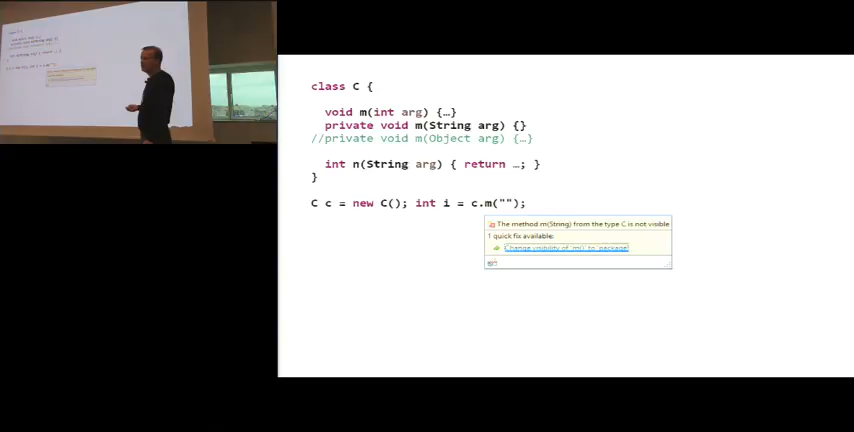 class C {
void m(int arg) {…}
private void m(String arg) {}
//private void m(Object arg) {…}
int n(String arg) { return …; }
}
C c = new C(); int i = c.m("");
The method m(String) from the type C is not visible
1 quick fix available:
Change visibility of 'm()' to 'package'